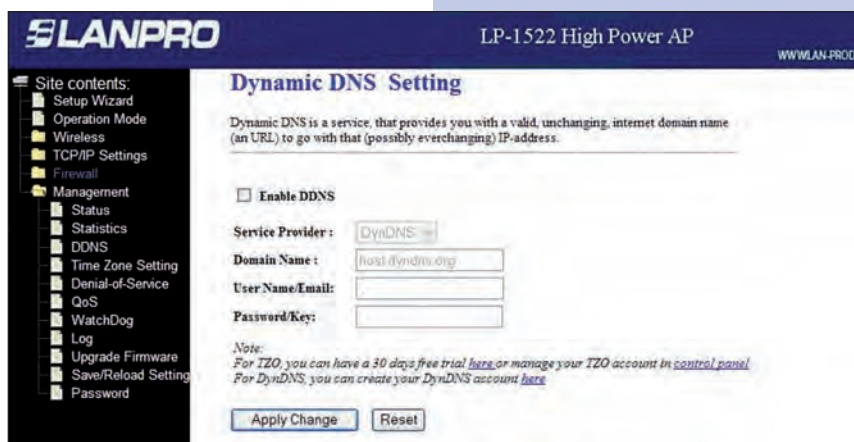 LANPRO
LP-1522 High Power AP
WWW.LAN-PROD
Site contents:
Setup Wizard
Operation Mode
Wireless
TCP/IP Settings
Firewall
Management
Status
Statistics
DDNS
Time Zone Setting
Denial-of-Service
QoS
WatchDog
Log
Upgrade Firmware
Save/Reload Setting
Password
Dynamic DNS Setting
Dynamic DNS is a service, that provides you with a valid, unchanging, internet domain name
(an URL) to go with that (possibly everchanging) IP-address.
Enable DDNS
Service Provider :
DynDNS
Domain Name :
host.dyndns.org
User Name/Email:
Password/Key:
Note:
For TZO, you can have a 30 days free trial here or manage your TZO account in control panel
For DynDNS, you can create your DynDNS account here
Apply Change
Reset